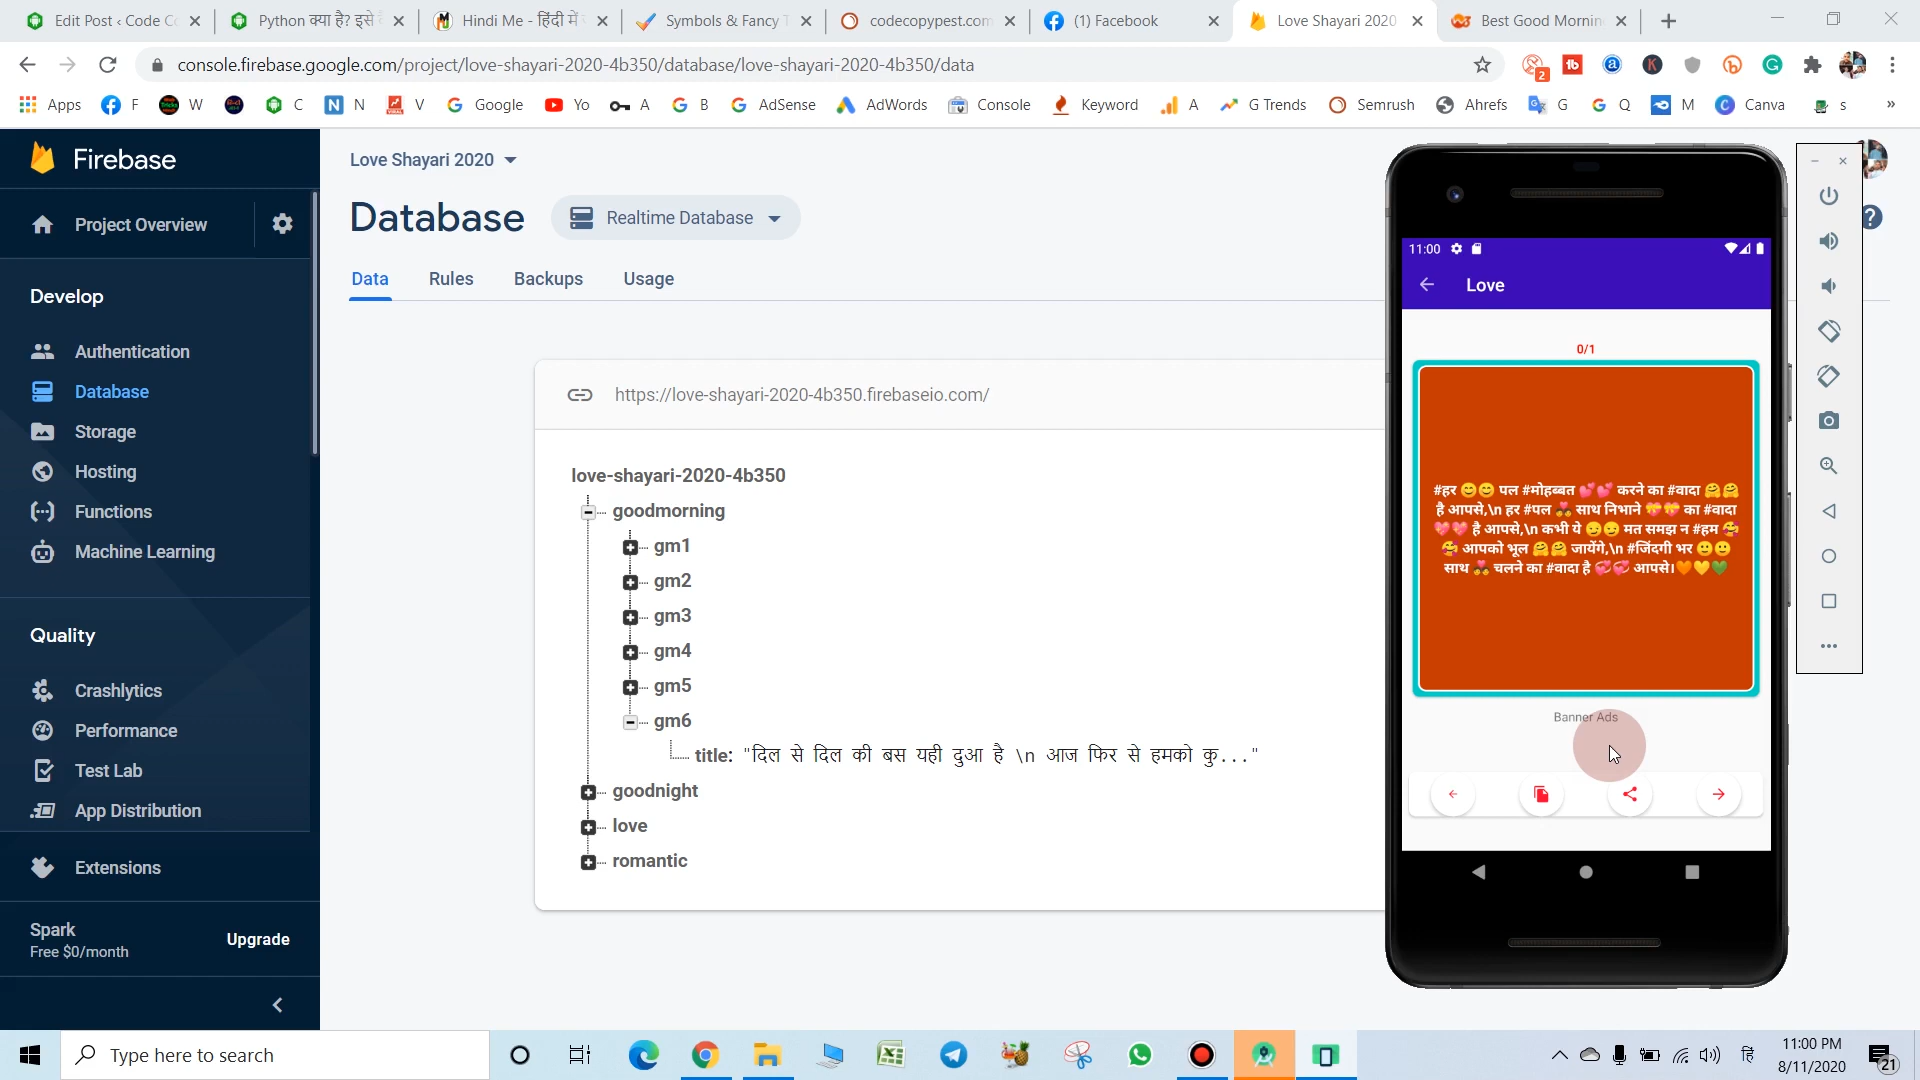 Edit Post ‹ Code Co
Python क्या है? इसे
Hindi Me - हिंदी में
Symbols & Fancy T
codecopypest.com
(1) Facebook
Love Shayari 2020
Best Good Mornin
console.firebase.google.com/project/love-shayari-2020-4b350/database/love-shayari-2020-4b350/data
2
Apps F W C N V Google Yo A B AdSense AdWords Console Keyword A G Trends Semrush Ahrefs G Q M Canva s »
Firebase
Project Overview
Develop
Authentication
Database
Storage
Hosting
Functions
Machine Learning
Quality
Crashlytics
Performance
Test Lab
App Distribution
Extensions
Spark
Free $0/month
Upgrade
Love Shayari 2020
Database
Realtime Database
Data Rules Backups Usage
https://love-shayari-2020-4b350.firebaseio.com/
love-shayari-2020-4b350
goodmorning
gm1
gm2
gm3
gm4
gm5
gm6
title: "दिल से दिल की बस यही दुआ है \n आज फिर से हमको कु..."
goodnight
love
romantic
11:00
Love
0/1
#हर 😊😊 पल #मोहब्बत 💕💕 करने का #वादा 🤗🤗
है आपसे,\n हर #पल 💑 साथ निभाने 💝💝 का #वादा
💖💖 है आपसे,\n कभी ये 😏😏 मत समझ न #हम 🥰
🥰 आपको भूल 🤗🤗 जायेंगे,\n #जिंदगी भर 🙂🙂
साथ 💑 चलने का #वादा है 💞💞 आपसे।🧡💛💚
Banner Ads
Type here to search
हि
11:00 PM
8/11/2020
21